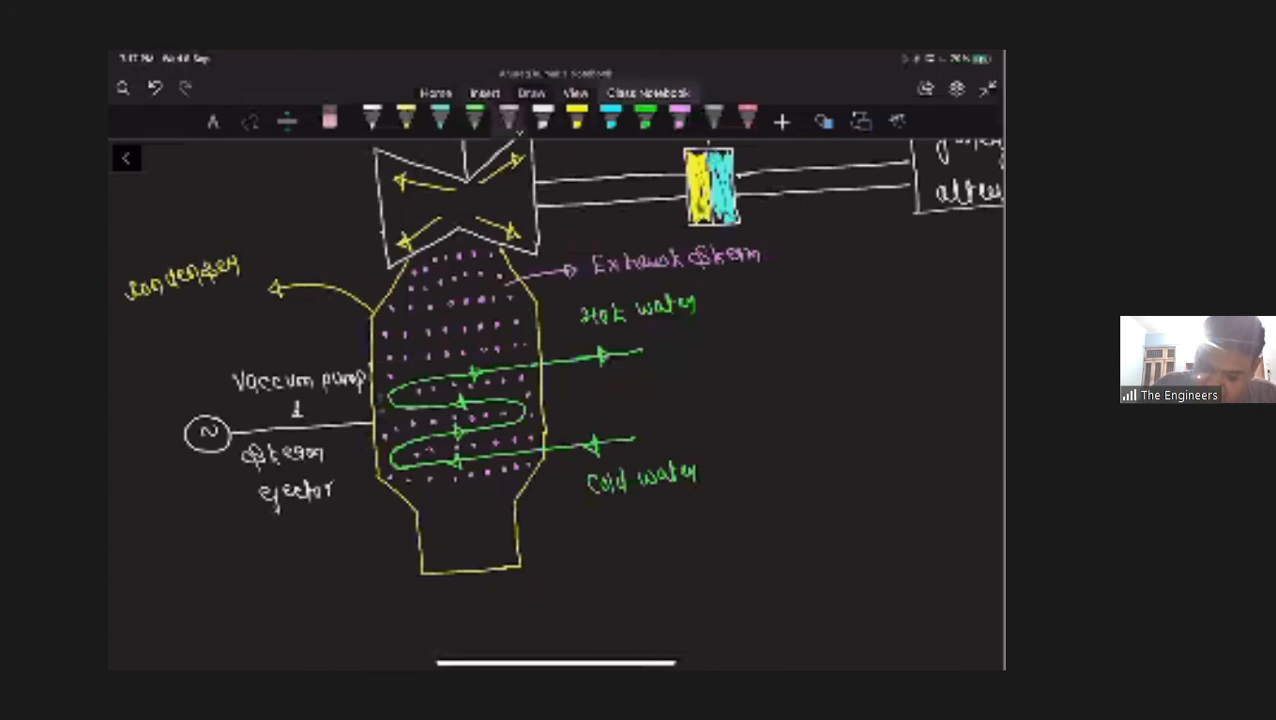 Home Insert Draw View Class Notebook
Exhaust Steam
Condenser
Hot water
Vaccum pump
Steam
ejector
Cold water
The Engineers